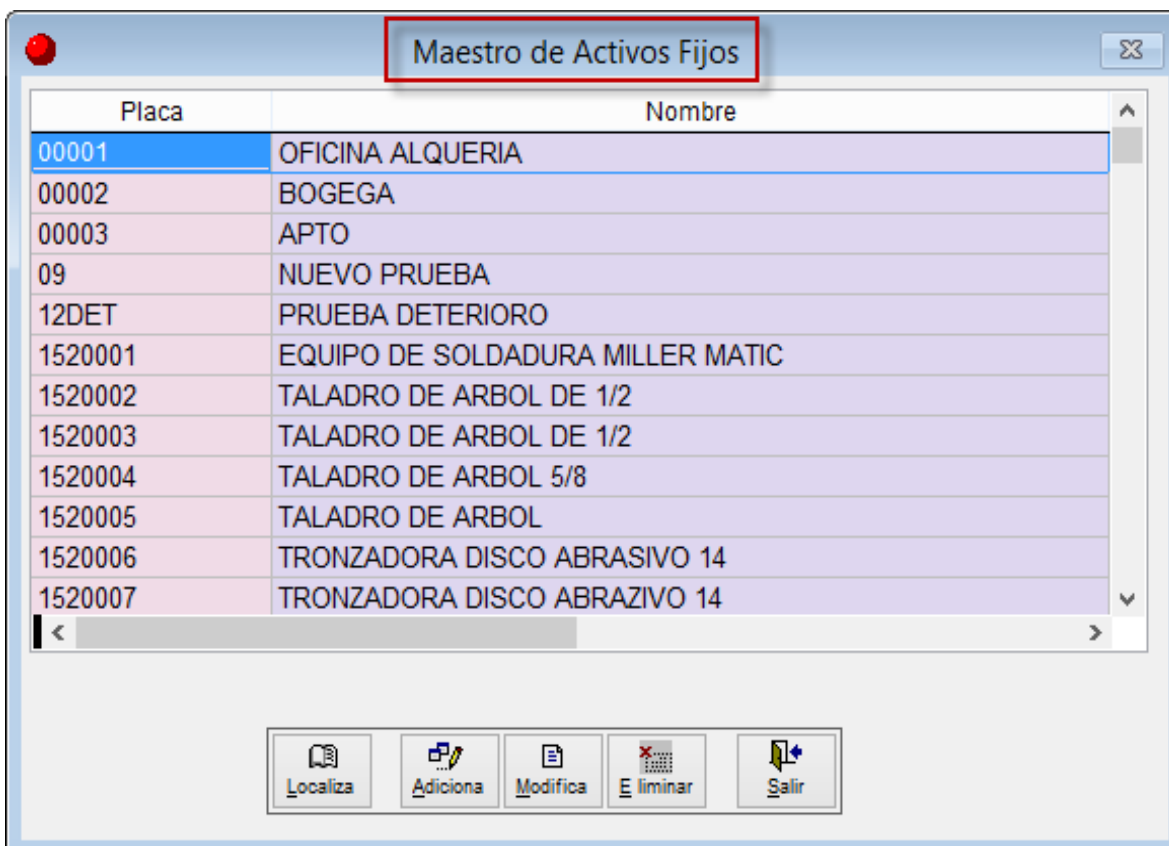 Maestro de Activos Fijos
Placa Nombre
00001 OFICINA ALQUERIA
00002 BOGEGA
00003 APTO
09 NUEVO PRUEBA
12DET PRUEBA DETERIORO
1520001 EQUIPO DE SOLDADURA MILLER MATIC
1520002 TALADRO DE ARBOL DE 1/2
1520003 TALADRO DE ARBOL DE 1/2
1520004 TALADRO DE ARBOL 5/8
1520005 TALADRO DE ARBOL
1520006 TRONZADORA DISCO ABRASIVO 14
1520007 TRONZADORA DISCO ABRAZIVO 14
Localiza Adiciona Modifica E liminar Salir